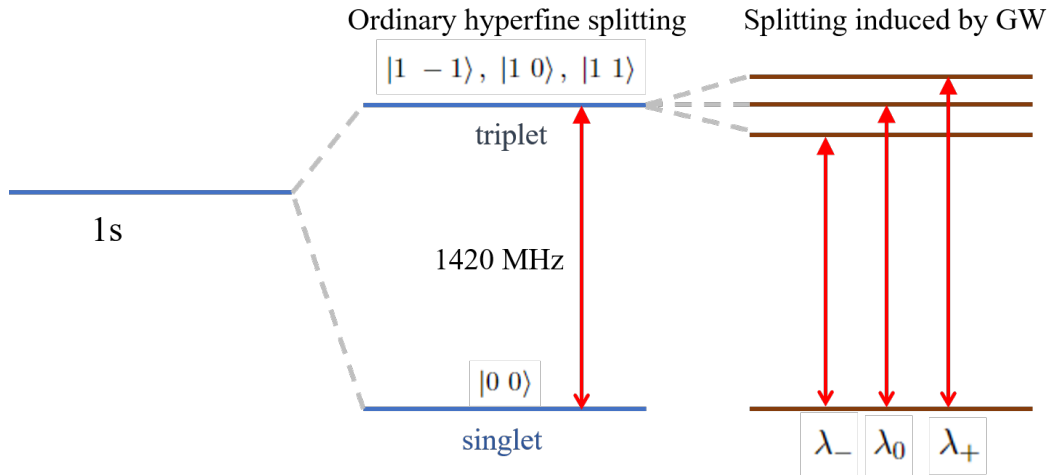 Ordinary hyperfine splitting
Splitting induced by GW
|1 −1⟩, |1 0⟩, |1 1⟩
triplet
1s
1420 MHz
|0 0⟩
singlet
λ₋ λ₀ λ₊